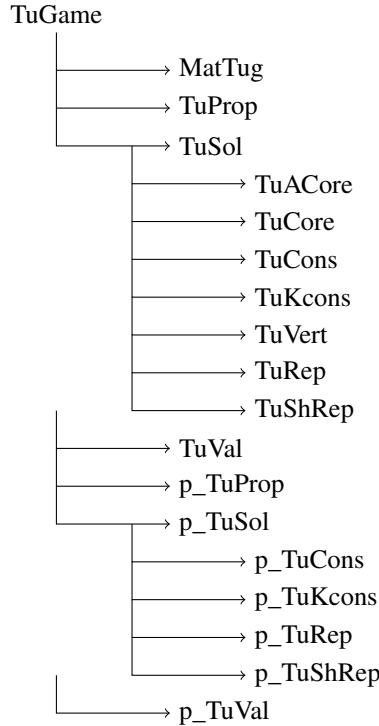 TuGame
MatTug
TuProp
TuSol
TuACore
TuCore
TuCons
TuKcons
TuVert
TuRep
TuShRep
TuVal
p_TuProp
p_TuSol
p_TuCons
p_TuKcons
p_TuRep
p_TuShRep
p_TuVal